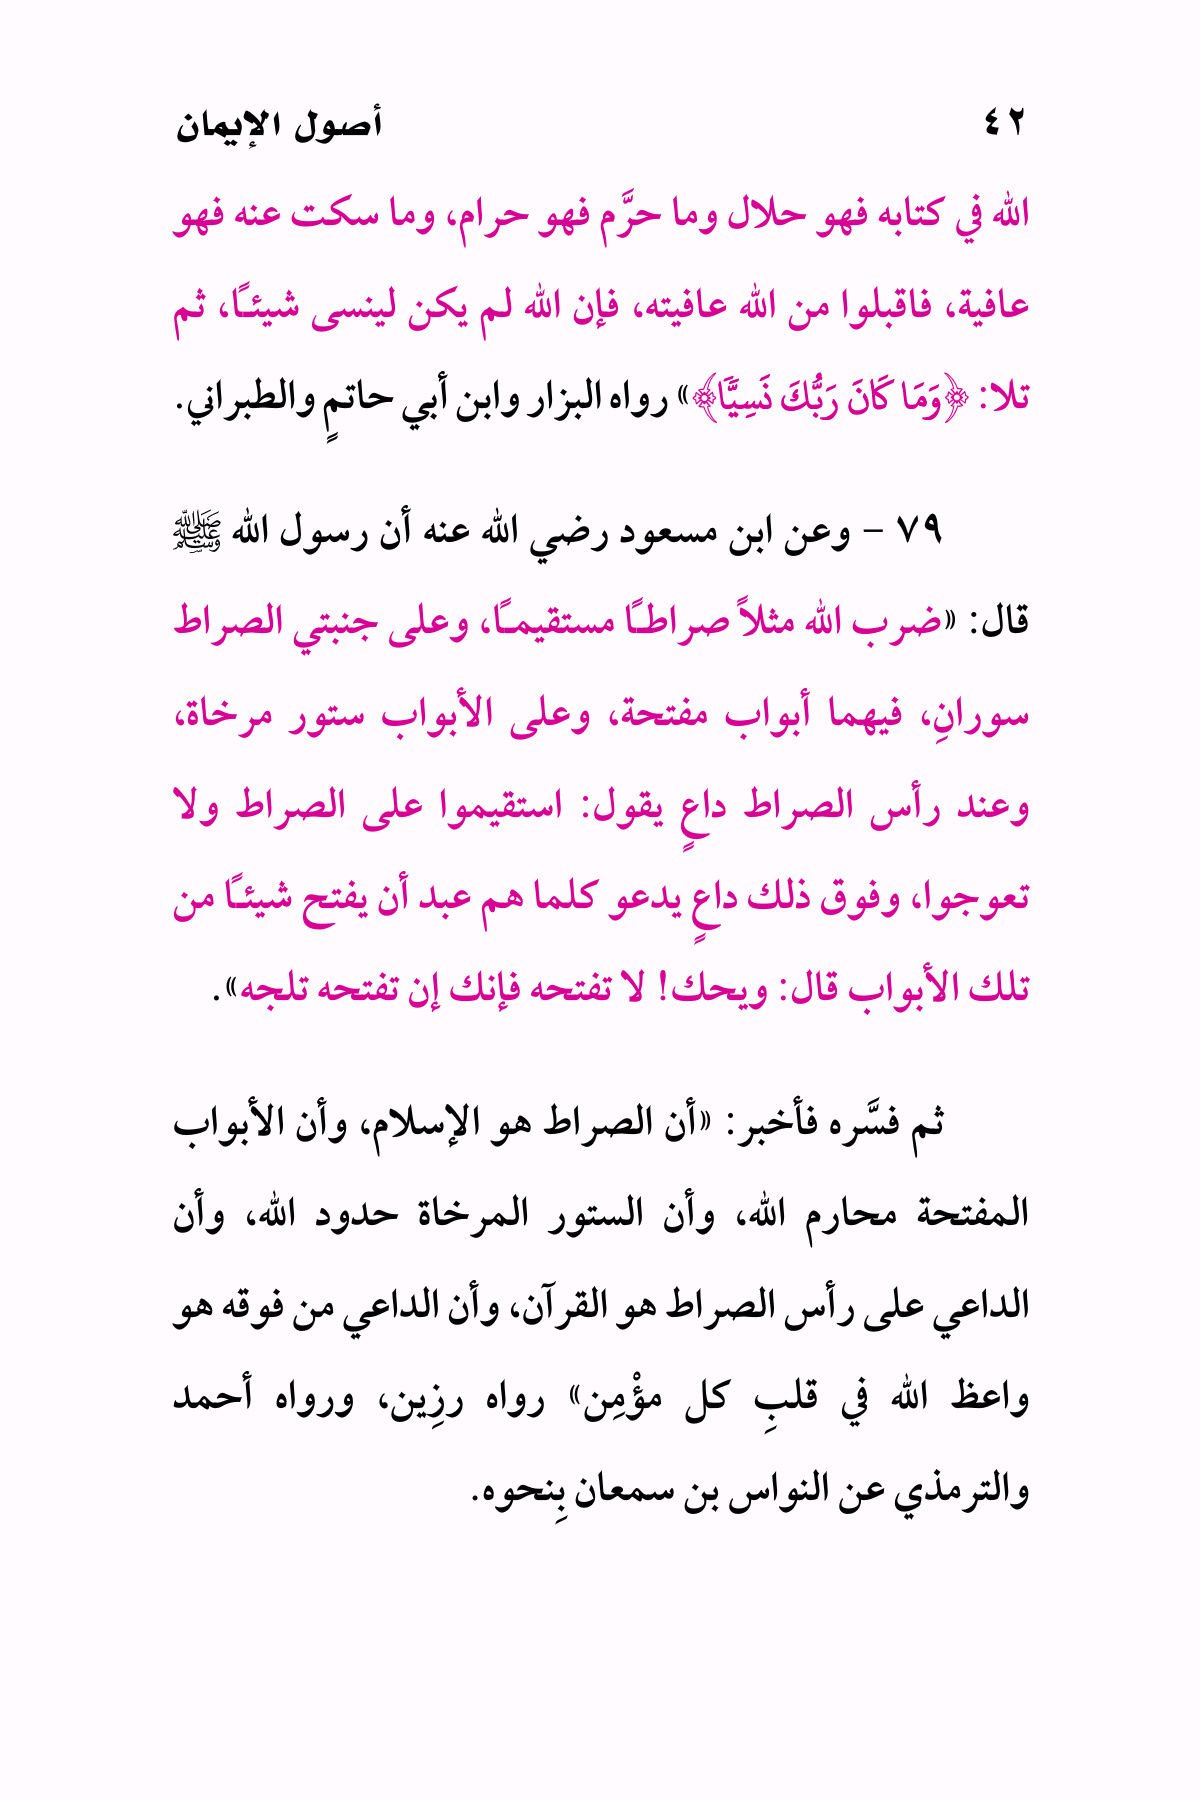 ٤٢ أصول الإيمان
الله في كتابه فهو حلال وما حرَّم فهو حرام، وما سكت عنه فهو
عافية، فاقبلوا من الله عافيته، فإن الله لم يكن لينسى شيئـًا، ثم
تلا: ﴿وَمَا كَانَ رَبُّكَ نَسِيًّا﴾» رواه البزار وابن أبي حاتمٍ والطبراني.
٧٩ – وعن ابن مسعود رضي الله عنه أن رسول الله ﷺ
قال: «ضرب الله مثلاً صراطـًا مستقيمـًا، وعلى جنبتي الصراط
سورانِ، فيهما أبواب مفتحة، وعلى الأبواب ستور مرخاة،
وعند رأس الصراط داعٍ يقول: استقيموا على الصراط ولا
تعوجوا، وفوق ذلك داعٍ يدعو كلما هم عبد أن يفتح شيئـًا من
تلك الأبواب قال: ويحك! لا تفتحه فإنك إن تفتحه تلجه».
ثم فسَّره فأخبر: «أن الصراط هو الإسلام، وأن الأبواب
المفتحة محارم الله، وأن الستور المرخاة حدود الله، وأن
الداعي على رأس الصراط هو القرآن، وأن الداعي من فوقه هو
واعظ الله في قلبِ كل مؤْمِن» رواه رزِين، ورواه أحمد
والترمذي عن النواس بن سمعان بِنحوه.